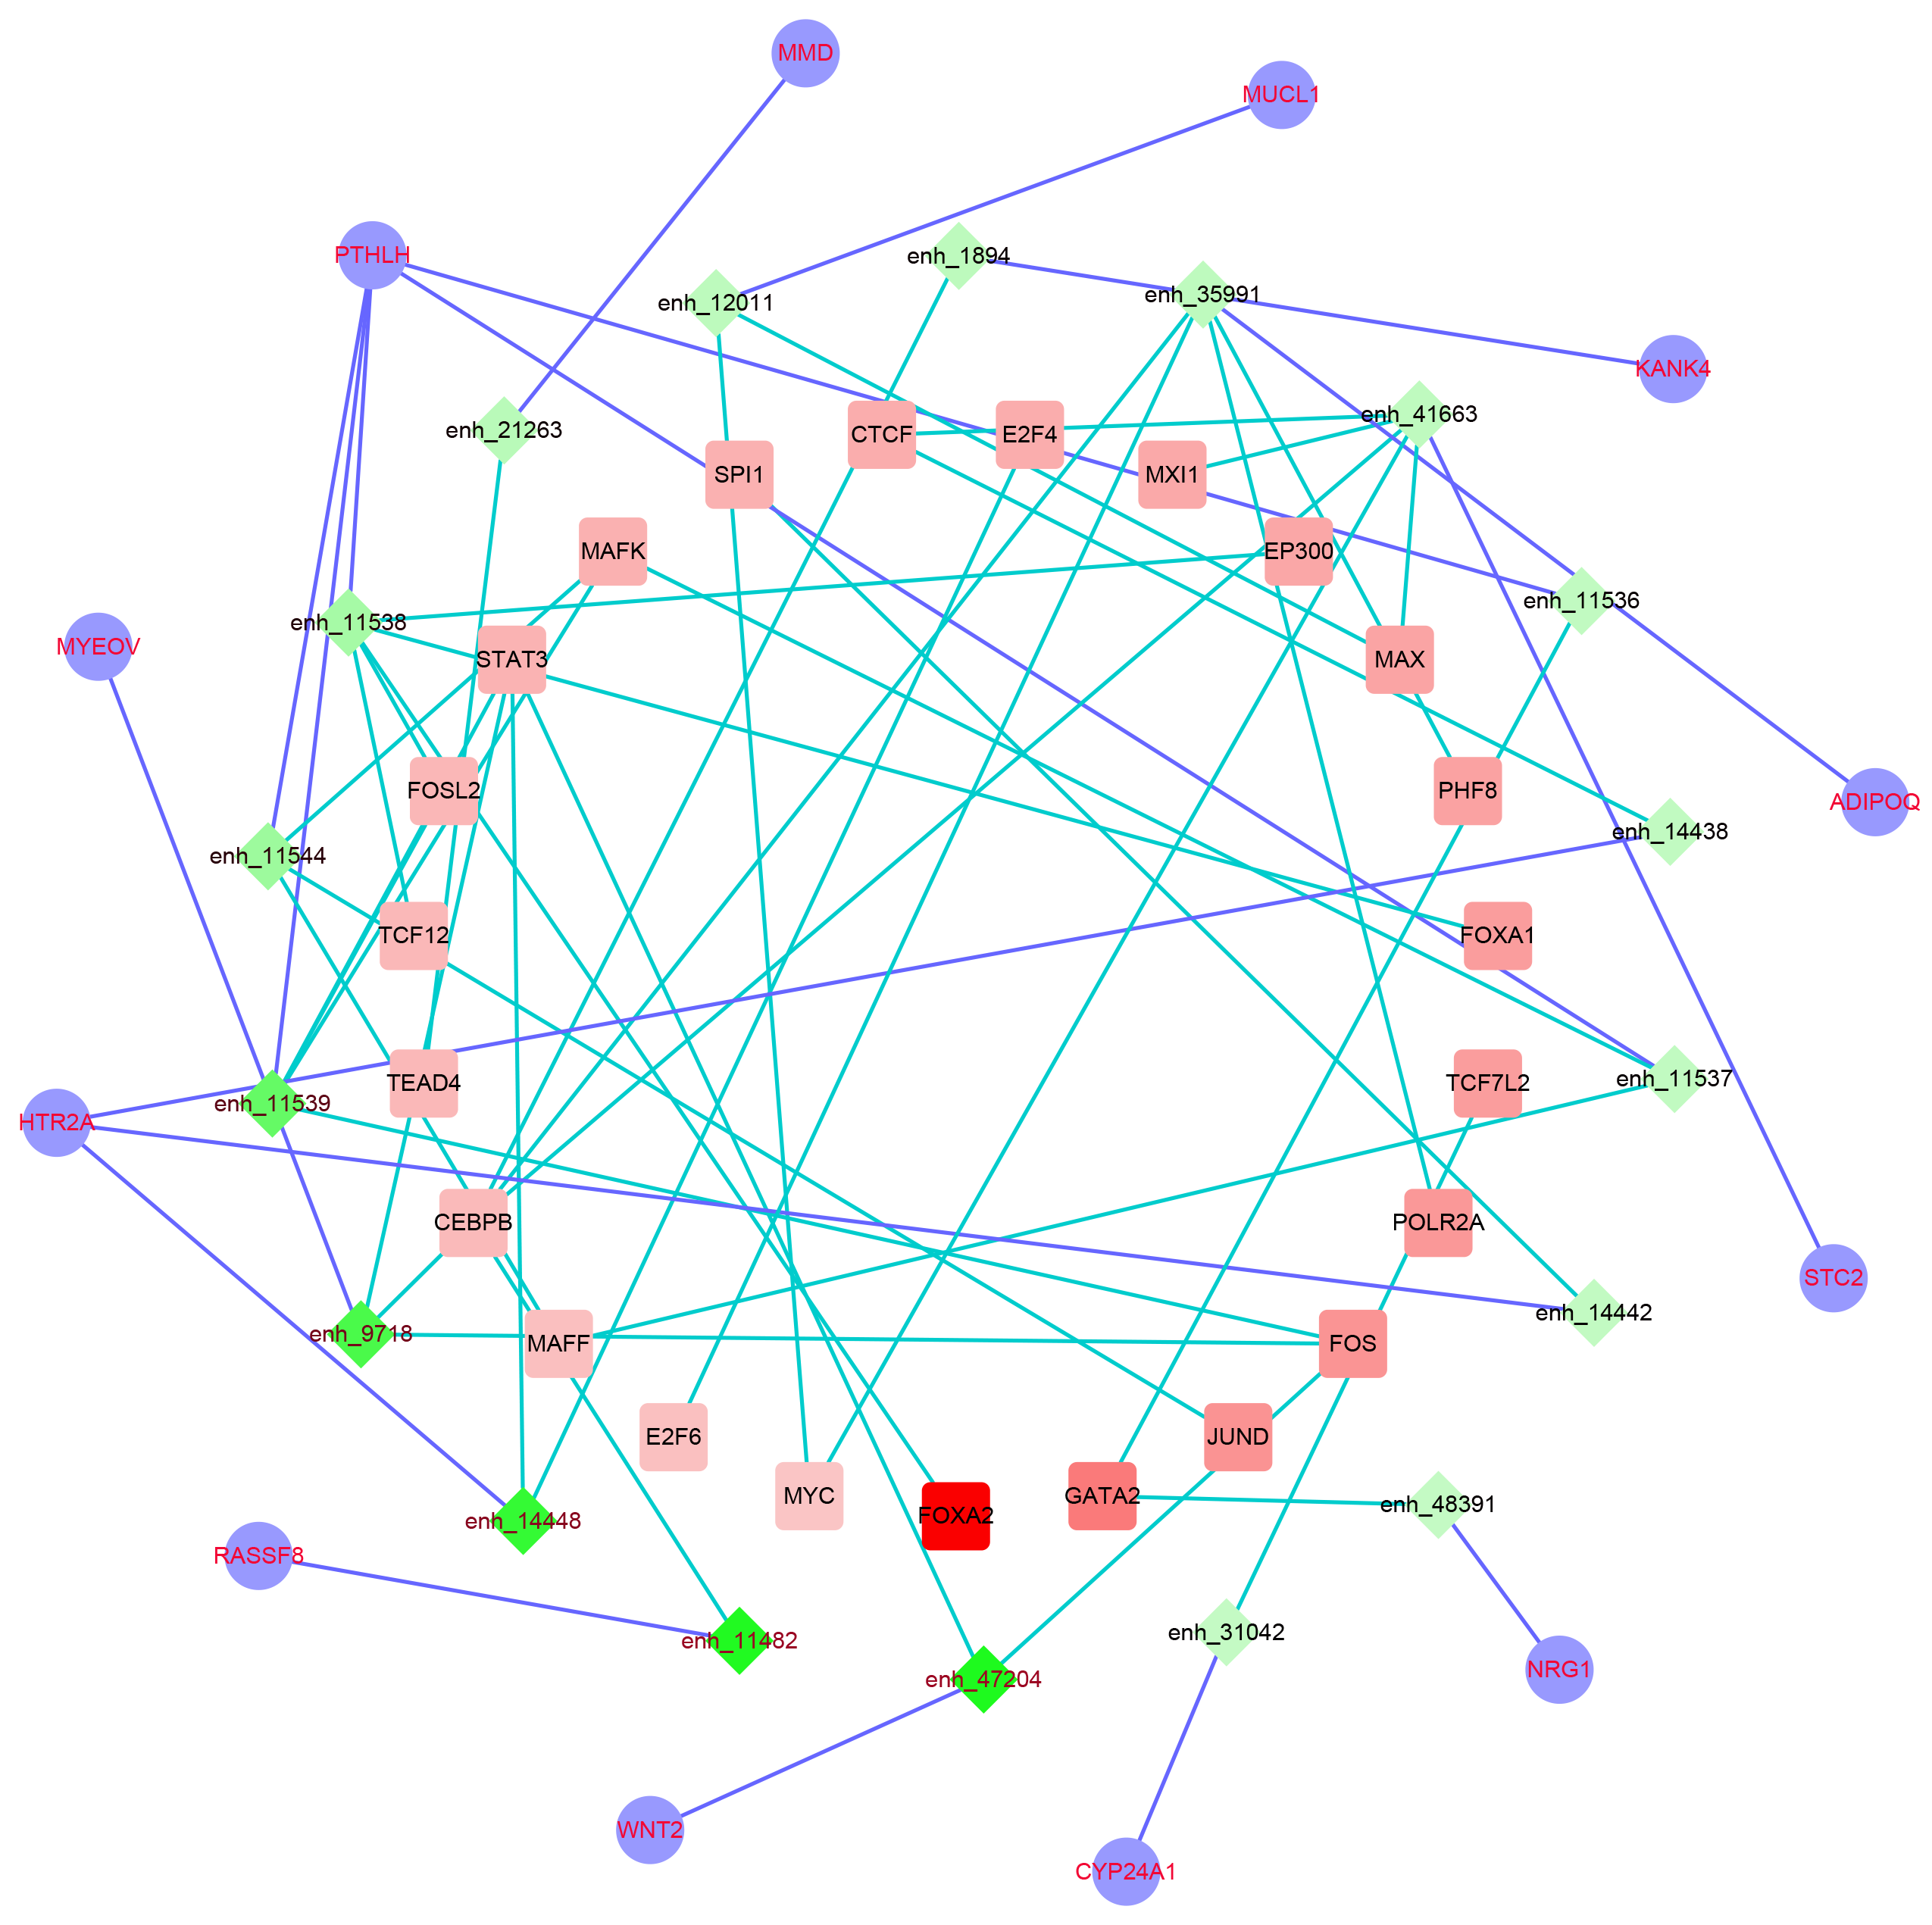 MMD
MUCL1
PTHLH
enh_1894
enh_12011
enh_35991
KANK4
enh_41663
enh_21263
CTCF
E2F4
SPI1
MXI1
MAFK
EP300
enh_11536
enh_11538
MYEOV
STAT3
MAX
FOSL2
PHF8
ADIPOQ
enh_14438
enh_11544
TCF12
FOXA1
TEAD4
TCF7L2
enh_11537
enh_11539
HTR2A
CEBPB
POLR2A
STC2
enh_14442
enh_9718
MAFF
FOS
E2F6
JUND
MYC
GATA2
enh_48391
FOXA2
enh_14448
RASSF8
enh_31042
enh_11482
NRG1
enh_47204
WNT2
CYP24A1